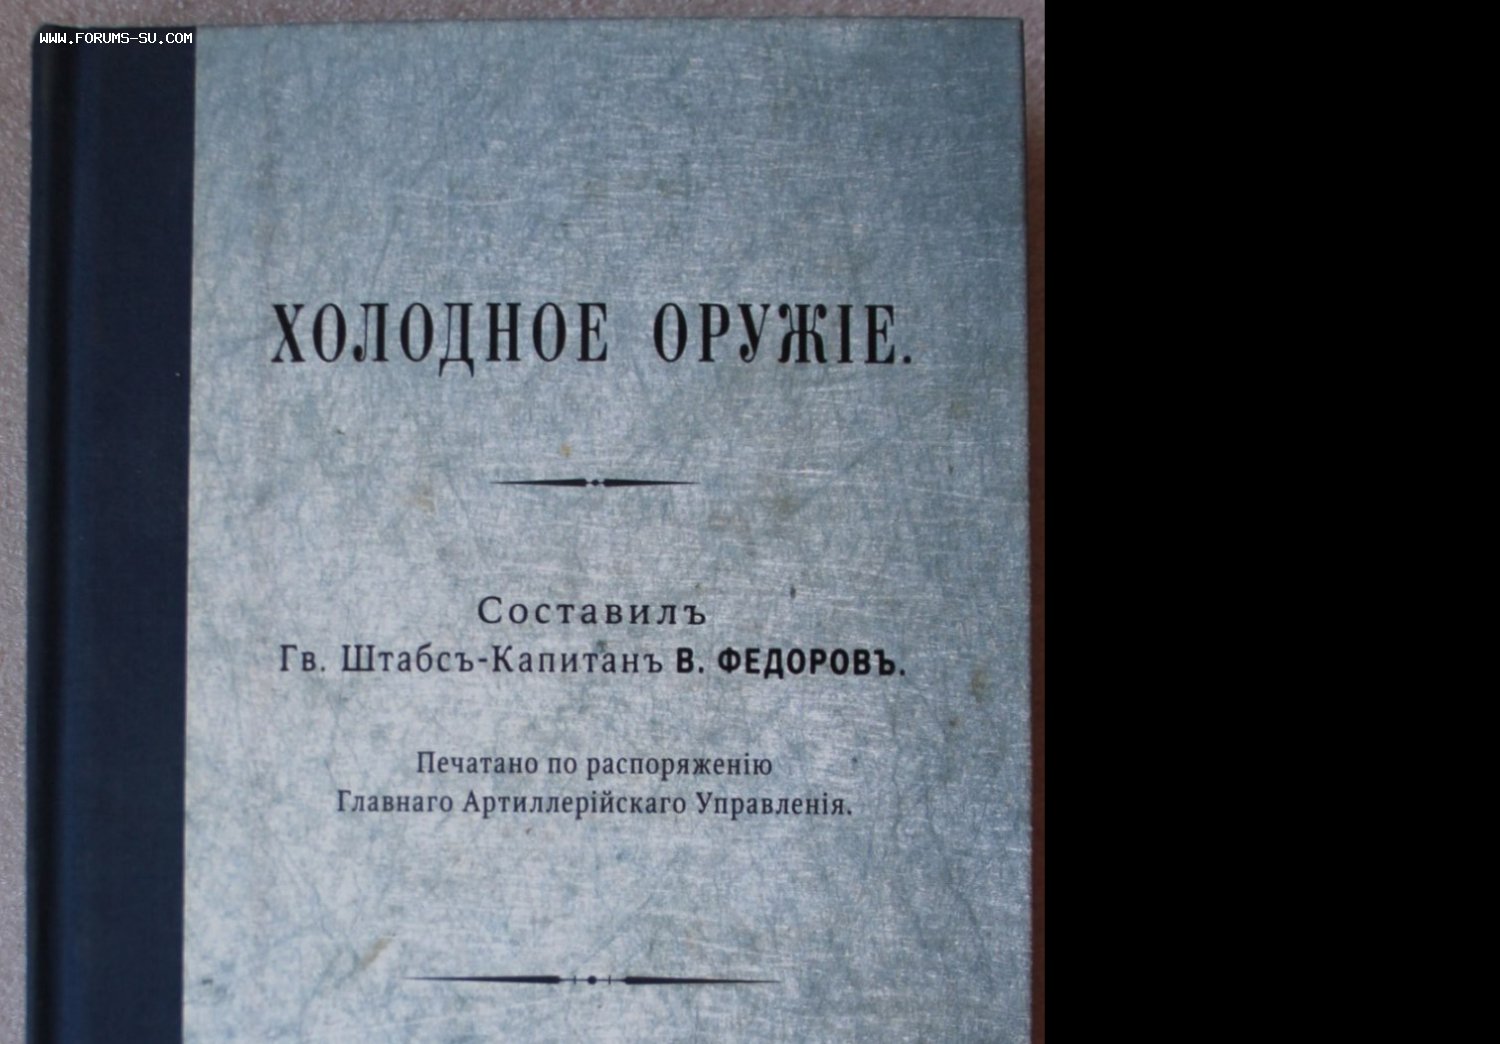 WWW.FORUMS-SU.COM
ХОЛОДНОЕ ОРУЖІЕ.
Составилъ
Гв. Штабсъ-Капитанъ В. ФЕДОРОВЪ.
Печатано по распоряженію
Главнаго Артиллерійскаго Управленія.